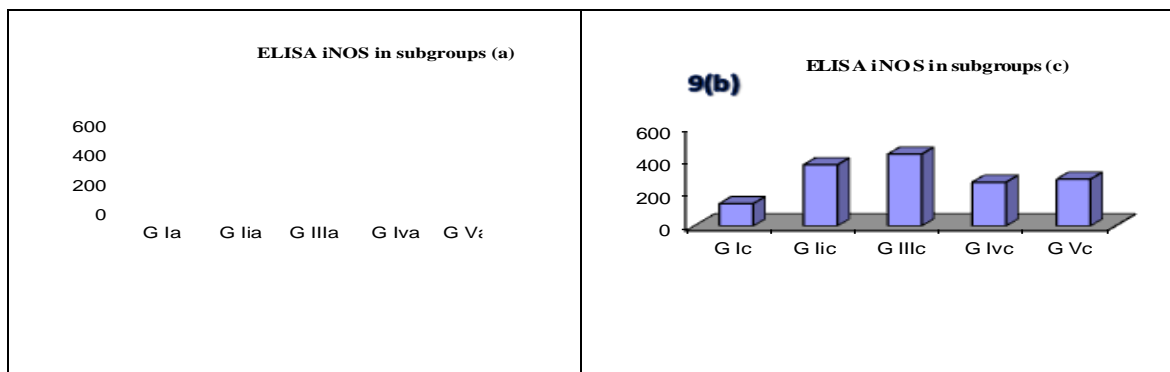 ELISA iNOS in subgroups (a)
600
400
200
0
G Ia G Iia G IIIa G Iva G Va
9(b)
ELISA iNOS in subgroups (c)
600
400
200
0
G Ic G Iic G IIIc G Ivc G Vc